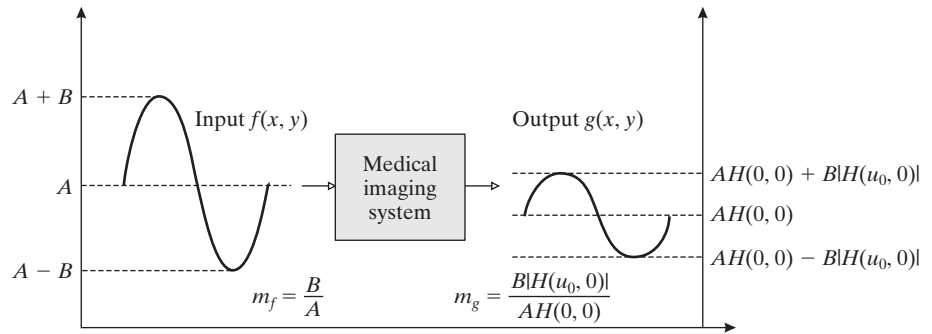 A + B
A
A − B
Input f(x, y)
Medical
imaging
system
Output g(x, y)
AH(0, 0) + B|H(u₀, 0)|
AH(0, 0)
AH(0, 0) − B|H(u₀, 0)|
m_f = B/A
m_g = B|H(u₀, 0)|/AH(0, 0)